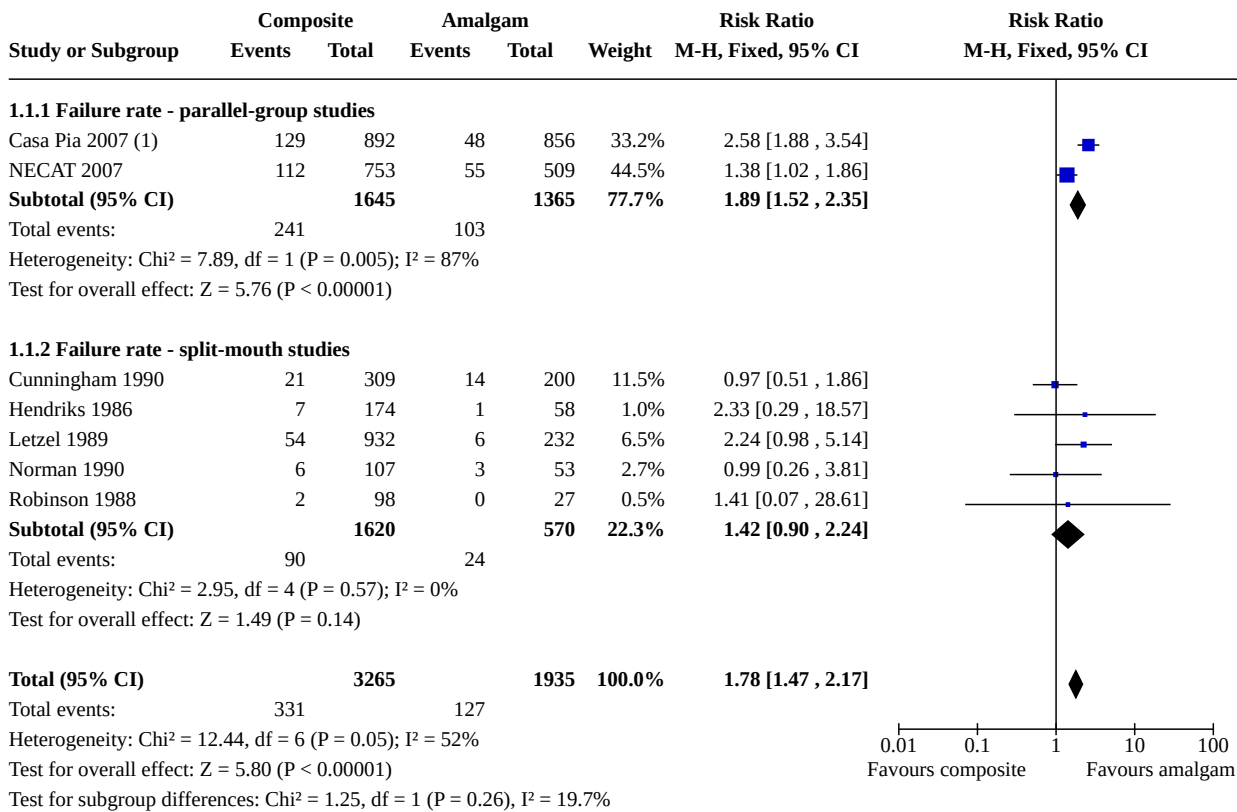 Composite Amalgam Risk Ratio Risk Ratio
Study or Subgroup Events Total Events Total Weight M-H, Fixed, 95% CI M-H, Fixed, 95% CI
1.1.1 Failure rate - parallel-group studies
Casa Pia 2007 (1) 129 892 48 856 33.2% 2.58 [1.88 , 3.54]
NECAT 2007 112 753 55 509 44.5% 1.38 [1.02 , 1.86]
Subtotal (95% CI) 1645 1365 77.7% 1.89 [1.52 , 2.35]
Total events: 241 103
Heterogeneity: Chi² = 7.89, df = 1 (P = 0.005); I² = 87%
Test for overall effect: Z = 5.76 (P < 0.00001)
1.1.2 Failure rate - split-mouth studies
Cunningham 1990 21 309 14 200 11.5% 0.97 [0.51 , 1.86]
Hendriks 1986 7 174 1 58 1.0% 2.33 [0.29 , 18.57]
Letzel 1989 54 932 6 232 6.5% 2.24 [0.98 , 5.14]
Norman 1990 6 107 3 53 2.7% 0.99 [0.26 , 3.81]
Robinson 1988 2 98 0 27 0.5% 1.41 [0.07 , 28.61]
Subtotal (95% CI) 1620 570 22.3% 1.42 [0.90 , 2.24]
Total events: 90 24
Heterogeneity: Chi² = 2.95, df = 4 (P = 0.57); I² = 0%
Test for overall effect: Z = 1.49 (P = 0.14)
Total (95% CI) 3265 1935 100.0% 1.78 [1.47 , 2.17]
Total events: 331 127
Heterogeneity: Chi² = 12.44, df = 6 (P = 0.05); I² = 52%
Test for overall effect: Z = 5.80 (P < 0.00001)
Test for subgroup differences: Chi² = 1.25, df = 1 (P = 0.26), I² = 19.7%
0.01 0.1 1 10 100
Favours composite Favours amalgam